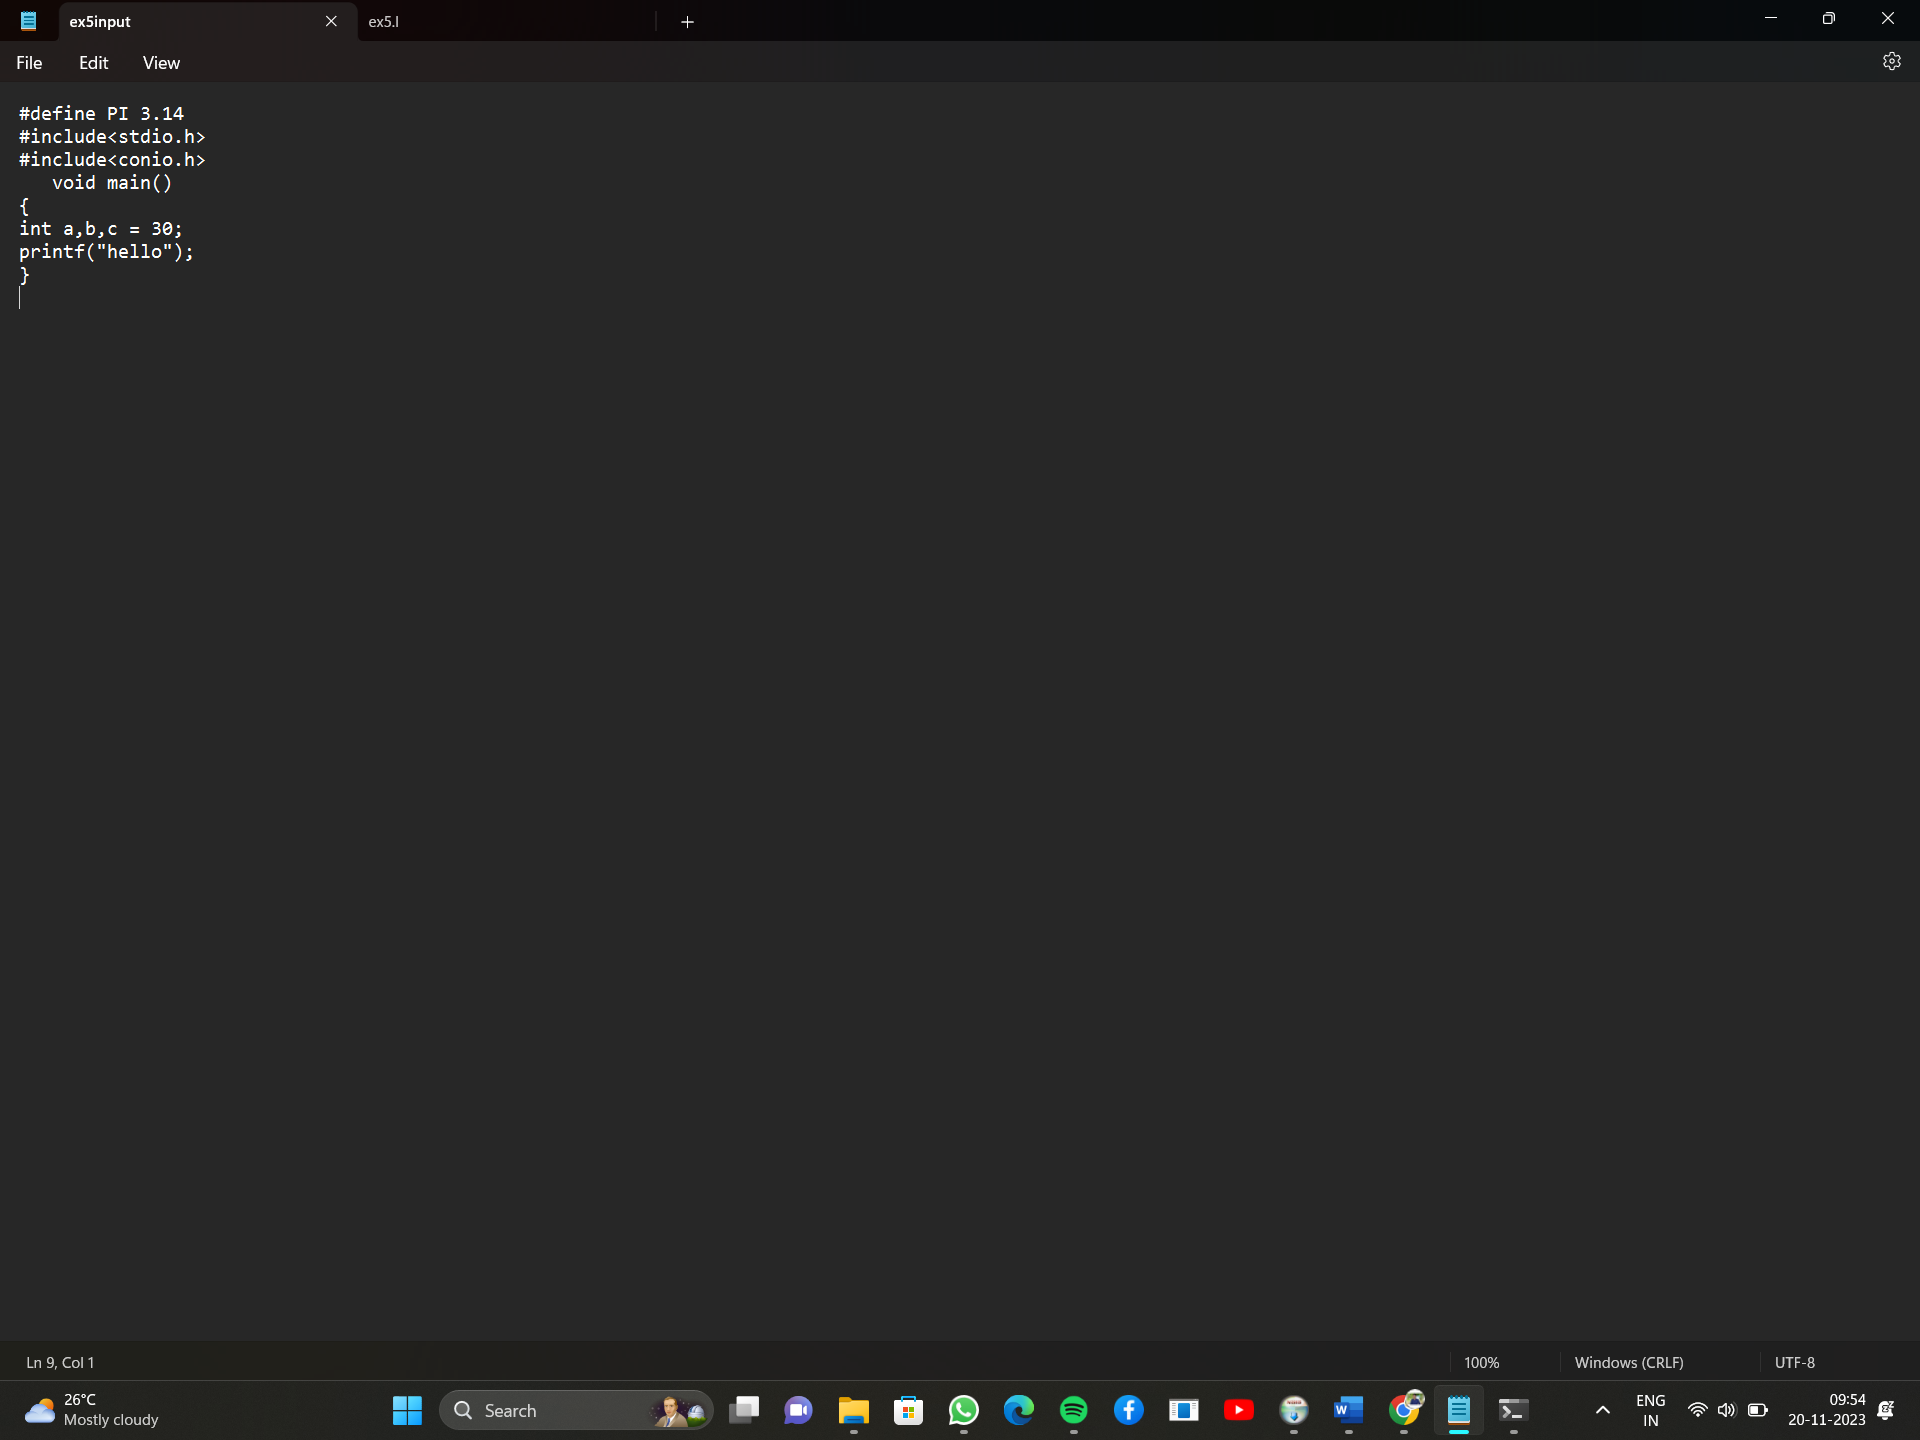 ex5input
ex5.l
File Edit View
#define PI 3.14
#include<stdio.h>
#include<conio.h>
   void main()
{
int a,b,c = 30;
printf("hello");
}
Ln 9, Col 1
100%
Windows (CRLF)
UTF-8
26°C
Mostly cloudy
Search
ENG
IN
09:54
20-11-2023